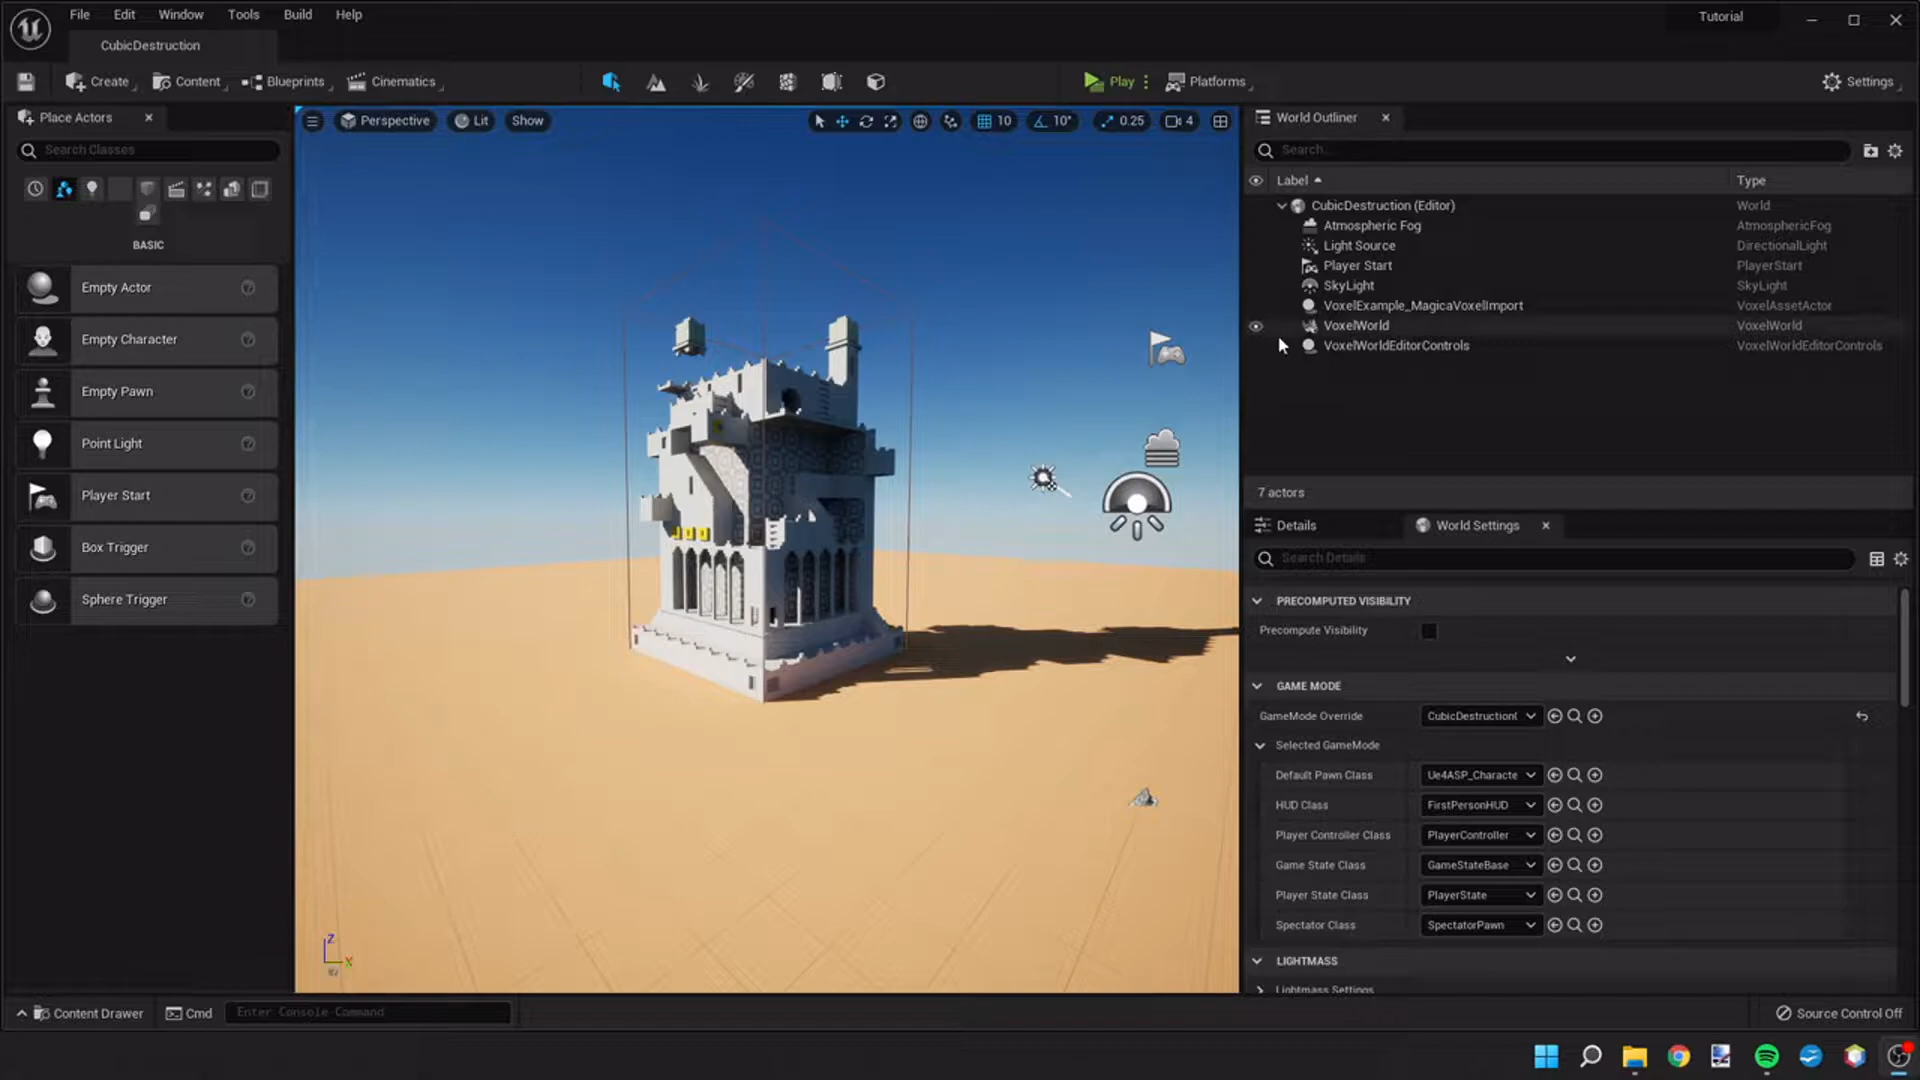 File Edit Window Tools Build Help
Tutorial
CubicDestruction
Create Content Blueprints Cinematics
Play Platforms Settings
Place Actors
Search Classes
BASIC
Empty Actor
Empty Character
Empty Pawn
Point Light
Player Start
Box Trigger
Sphere Trigger
Perspective Lit Show
10 10° 0.25 4
Z
X
World Outliner
Search...
Label Type
CubicDestruction (Editor) World
Atmospheric Fog AtmosphericFog
Light Source DirectionalLight
Player Start PlayerStart
SkyLight SkyLight
VoxelExample_MagicaVoxelImport VoxelAssetActor
VoxelWorld VoxelWorld
VoxelWorldEditorControls VoxelWorldEditorControls
7 actors
Details World Settings
Search Details
PRECOMPUTED VISIBILITY
Precompute Visibility
GAME MODE
GameMode Override CubicDestruction
Selected GameMode
Default Pawn Class Ue4ASP_Characte
HUD Class FirstPersonHUD
Player Controller Class PlayerController
Game State Class GameStateBase
Player State Class PlayerState
Spectator Class SpectatorPawn
LIGHTMASS
Lightmass Settings
Content Drawer Cmd Enter Console Command
Source Control Off